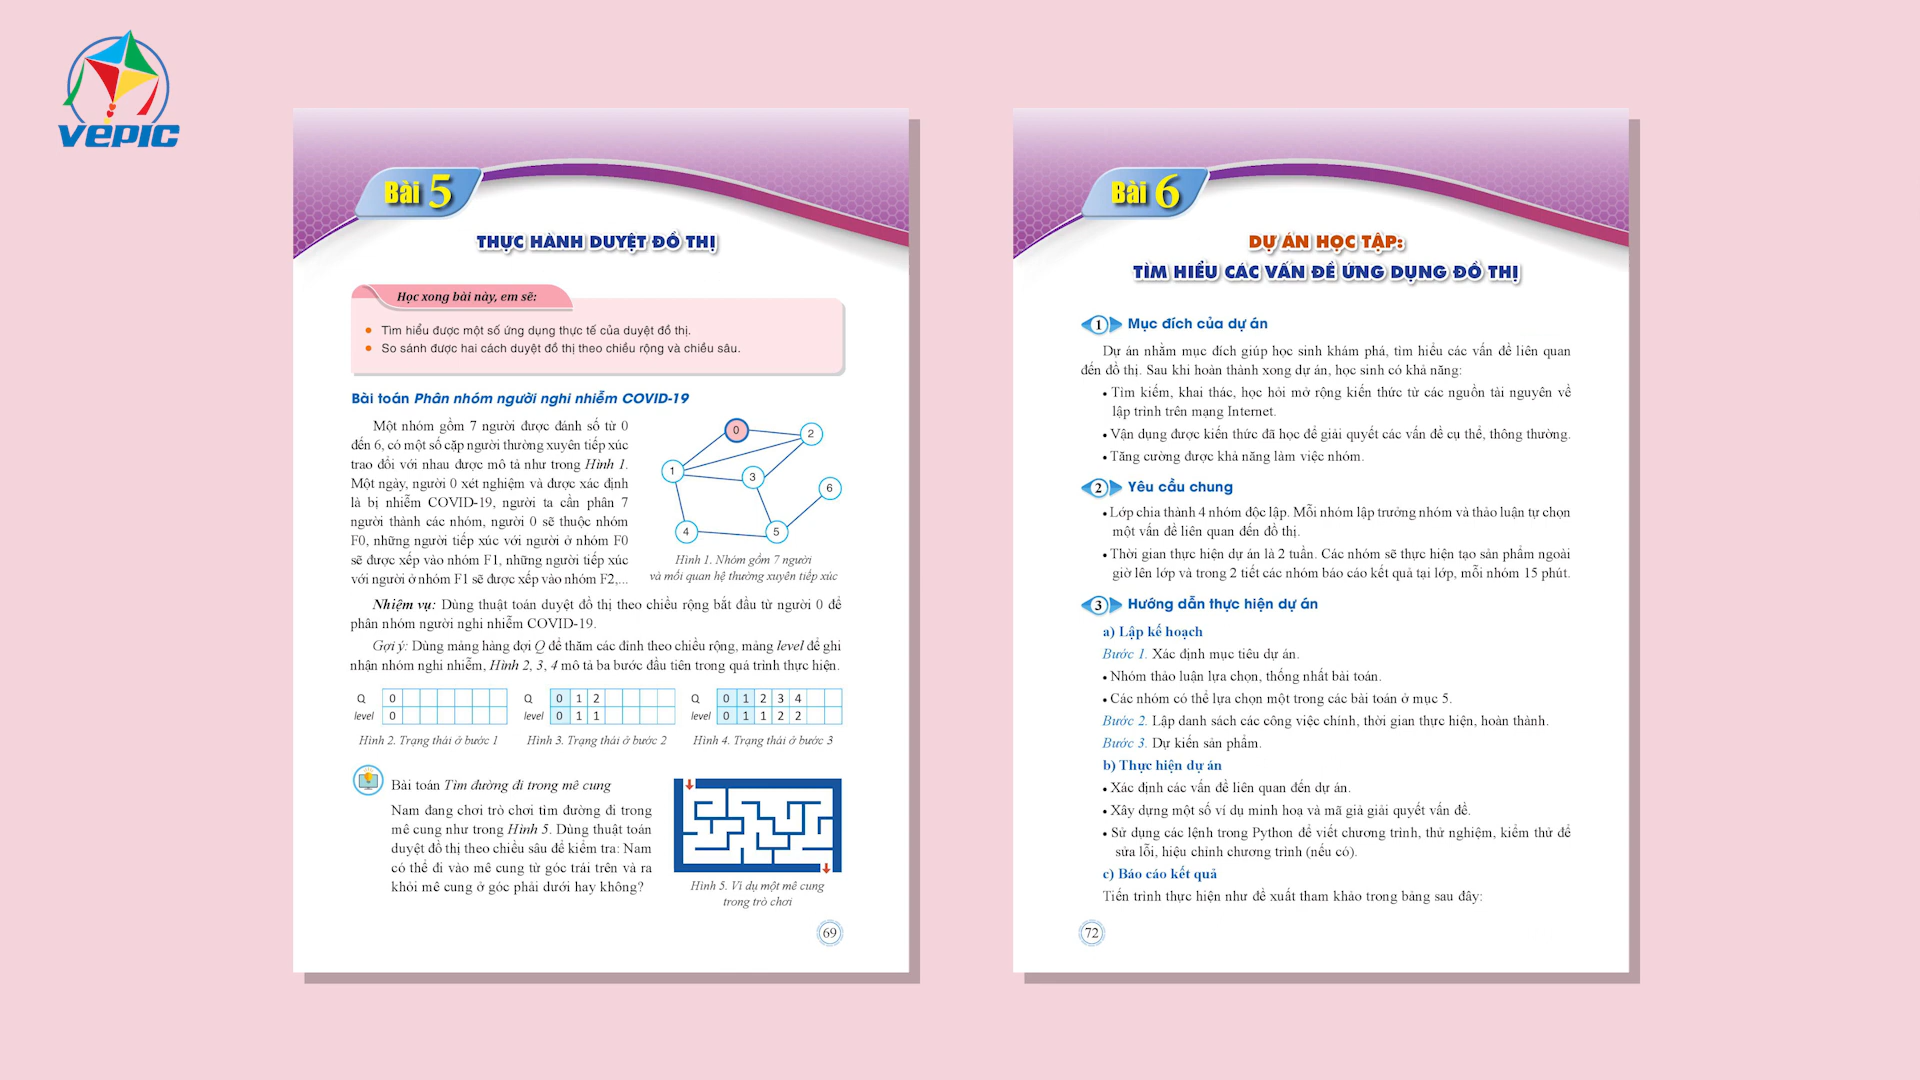 VEPIC
Bài 5
THỰC HÀNH DUYỆT ĐỒ THỊ
Học xong bài này, em sẽ:
Tìm hiểu được một số ứng dụng thực tế của duyệt đồ thị.
So sánh được hai cách duyệt đồ thị theo chiều rộng và chiều sâu.
Bài toán Phân nhóm người nghi nhiễm COVID-19
Một nhóm gồm 7 người được đánh số từ 0
đến 6, có một số cặp người thường xuyên tiếp xúc
trao đổi với nhau được mô tả như trong Hình 1.
Một ngày, người 0 xét nghiệm và được xác định
là bị nhiễm COVID-19, người ta cần phân 7
người thành các nhóm, người 0 sẽ thuộc nhóm
F0, những người tiếp xúc với người ở nhóm F0
sẽ được xếp vào nhóm F1, những người tiếp xúc
với người ở nhóm F1 sẽ được xếp vào nhóm F2,...
0
2
1
3
6
4
5
Hình 1. Nhóm gồm 7 người
và mối quan hệ thường xuyên tiếp xúc
Nhiệm vụ: Dùng thuật toán duyệt đồ thị theo chiều rộng bắt đầu từ người 0 để
phân nhóm người nghi nhiễm COVID-19.
Gợi ý: Dùng mảng hàng đợi Q để thăm các đỉnh theo chiều rộng, mảng level để ghi
nhận nhóm nghi nhiễm, Hình 2, 3, 4 mô tả ba bước đầu tiên trong quá trình thực hiện.
Q 0
level 0
Hình 2. Trạng thái ở bước 1
Q 0 1 2
level 0 1 1
Hình 3. Trạng thái ở bước 2
Q 0 1 2 3 4
level 0 1 1 2 2
Hình 4. Trạng thái ở bước 3
Bài toán Tìm đường đi trong mê cung
Nam đang chơi trò chơi tìm đường đi trong
mê cung như trong Hình 5. Dùng thuật toán
duyệt đồ thị theo chiều sâu để kiểm tra: Nam
có thể đi vào mê cung từ góc trái trên và ra
khỏi mê cung ở góc phải dưới hay không?
Hình 5. Ví dụ một mê cung
trong trò chơi
69
Bài 6
DỰ ÁN HỌC TẬP:
TÌM HIỂU CÁC VẤN ĐỀ ỨNG DỤNG ĐỒ THỊ
1 Mục đích của dự án
Dự án nhằm mục đích giúp học sinh khám phá, tìm hiểu các vấn đề liên quan
đến đồ thị. Sau khi hoàn thành xong dự án, học sinh có khả năng:
• Tìm kiếm, khai thác, học hỏi mở rộng kiến thức từ các nguồn tài nguyên về
lập trình trên mạng Internet.
• Vận dụng được kiến thức đã học để giải quyết các vấn đề cụ thể, thông thường.
• Tăng cường được khả năng làm việc nhóm.
2 Yêu cầu chung
• Lớp chia thành 4 nhóm độc lập. Mỗi nhóm lập trưởng nhóm và thảo luận tự chọn
một vấn đề liên quan đến đồ thị.
• Thời gian thực hiện dự án là 2 tuần. Các nhóm sẽ thực hiện tạo sản phẩm ngoài
giờ lên lớp và trong 2 tiết các nhóm báo cáo kết quả tại lớp, mỗi nhóm 15 phút.
3 Hướng dẫn thực hiện dự án
a) Lập kế hoạch
Bước 1. Xác định mục tiêu dự án.
• Nhóm thảo luận lựa chọn, thống nhất bài toán.
• Các nhóm có thể lựa chọn một trong các bài toán ở mục 5.
Bước 2. Lập danh sách các công việc chính, thời gian thực hiện, hoàn thành.
Bước 3. Dự kiến sản phẩm.
b) Thực hiện dự án
• Xác định các vấn đề liên quan đến dự án.
• Xây dựng một số ví dụ minh hoạ và mã giả giải quyết vấn đề.
• Sử dụng các lệnh trong Python để viết chương trình, thử nghiệm, kiểm thử để
sửa lỗi, hiệu chỉnh chương trình (nếu có).
c) Báo cáo kết quả
Tiến trình thực hiện như đề xuất tham khảo trong bảng sau đây:
72